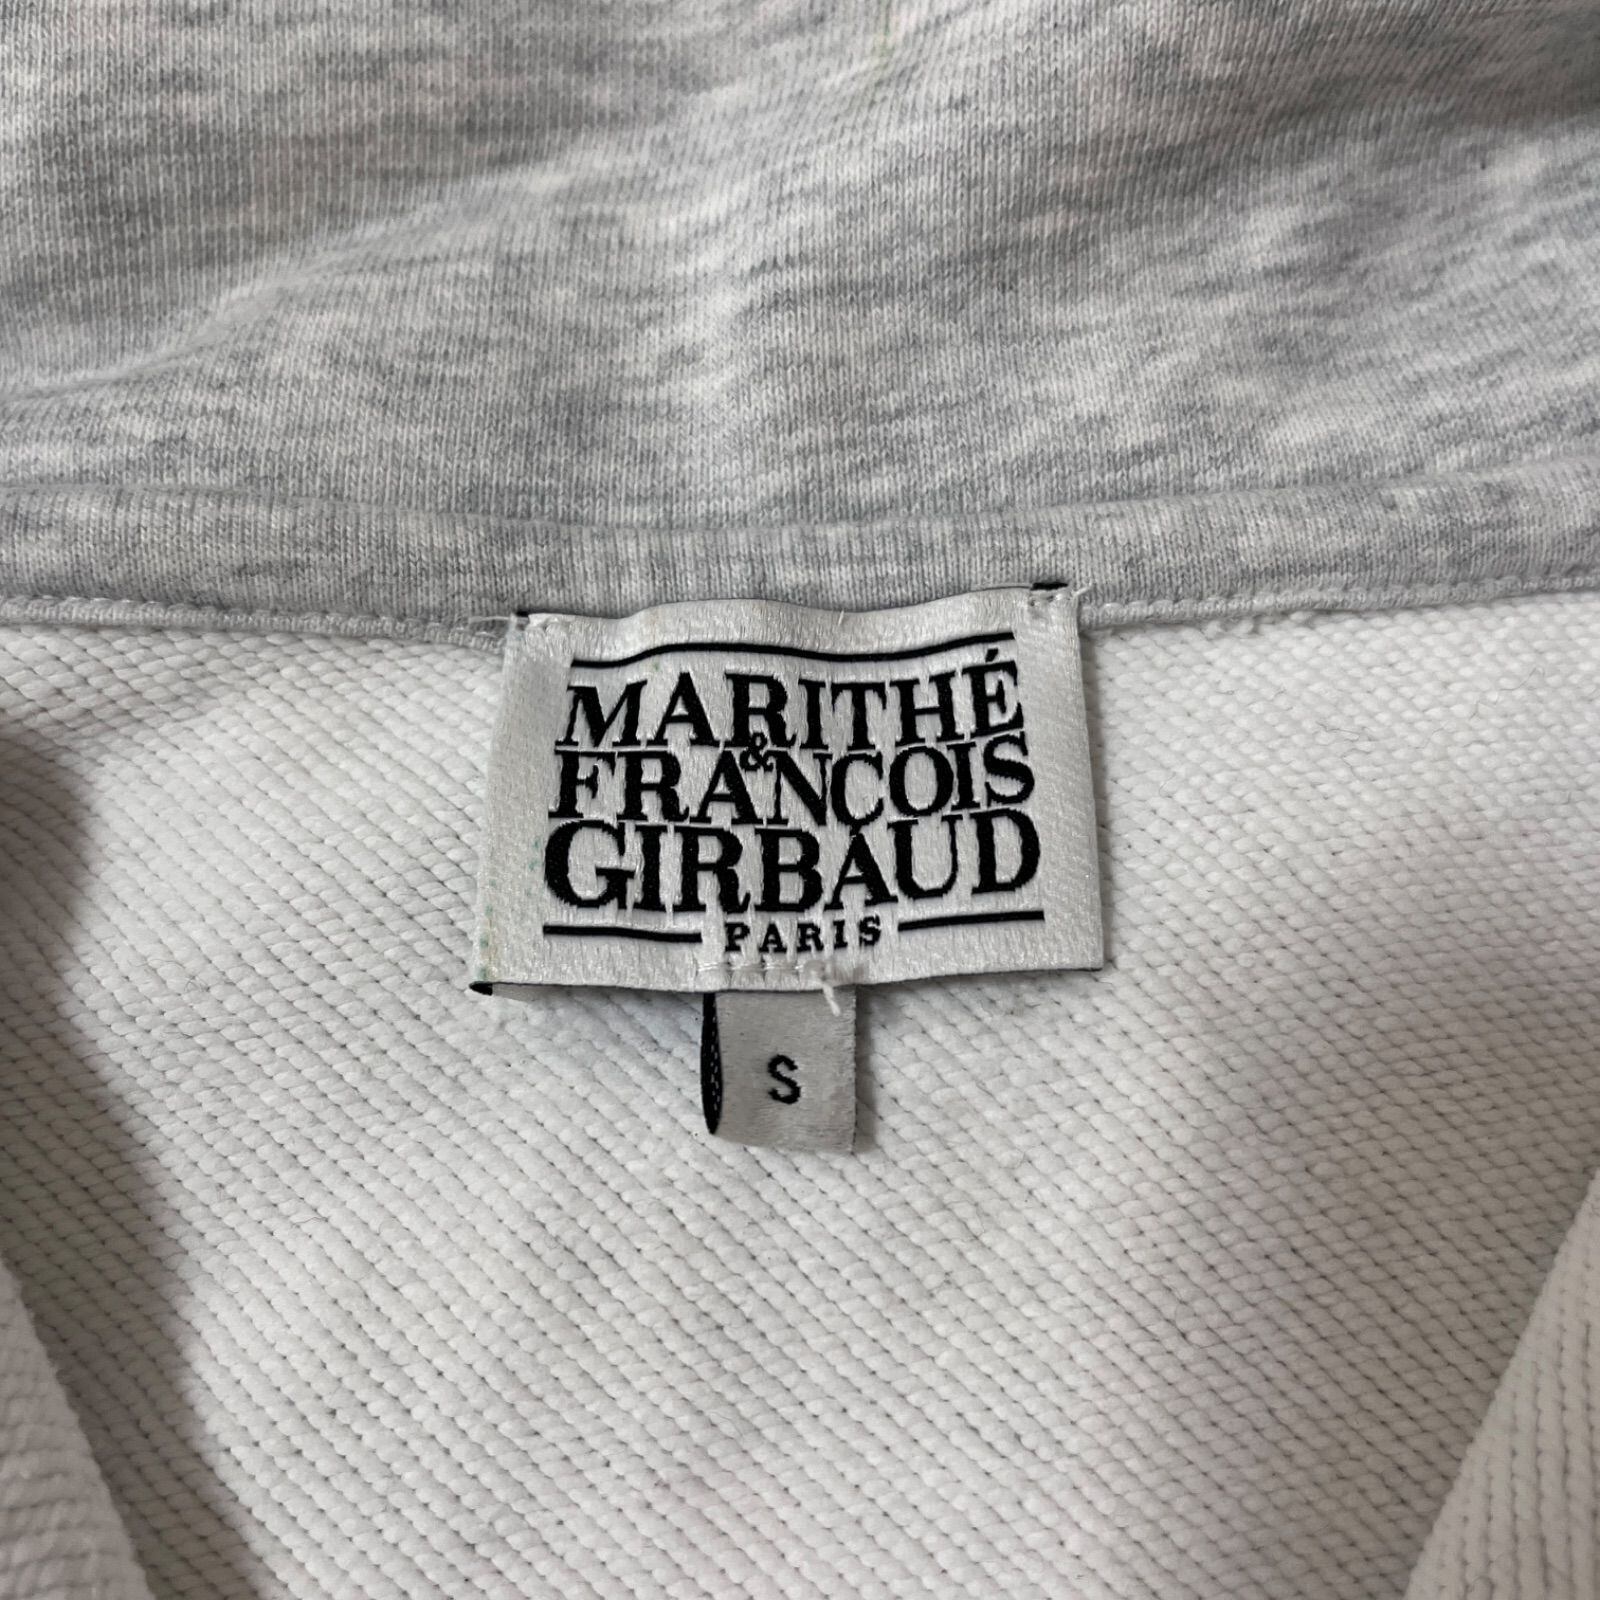 MARITHÉ
&
FRANÇOIS
GIRBAUD
PARIS
S